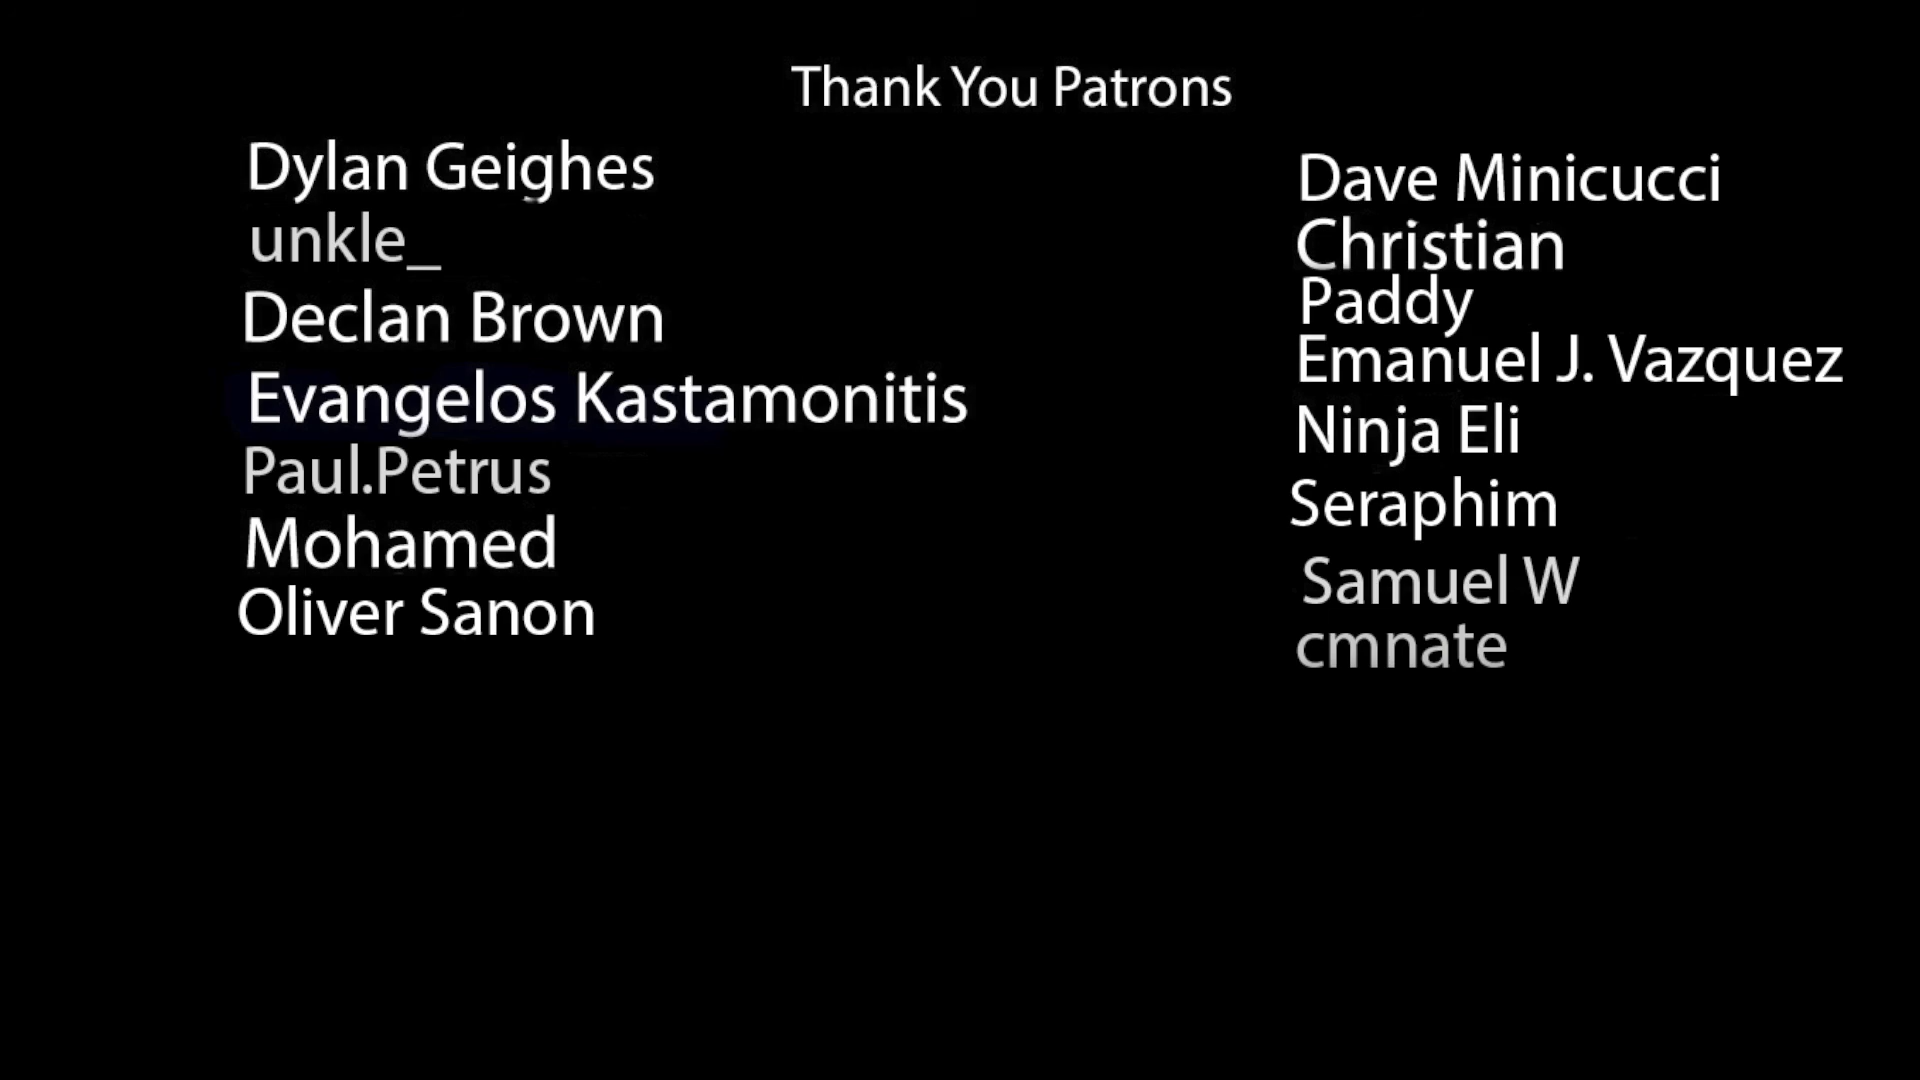 Thank You Patrons
Dylan Geighes
unkle_
Declan Brown
Evangelos Kastamonitis
Paul.Petrus
Mohamed
Oliver Sanon
Dave Minicucci
Christian
Paddy
Emanuel J. Vazquez
Ninja Eli
Seraphim
Samuel W
cmnate